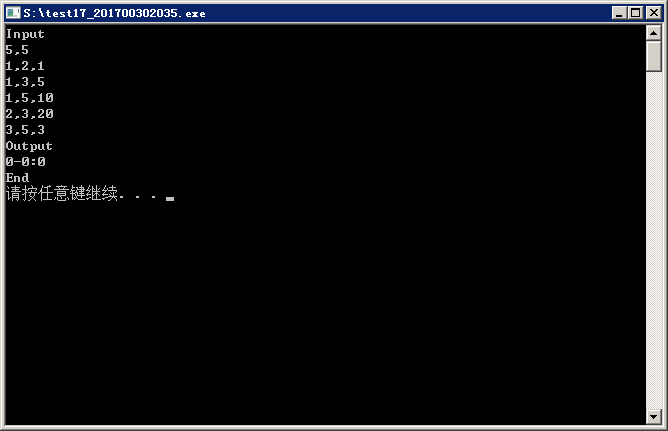 S:\test17_201700302035.exe
Input
5,5
1,2,1
1,3,5
1,5,10
2,3,20
3,5,3
Output
0-0:0
End
请按任意键继续. . .